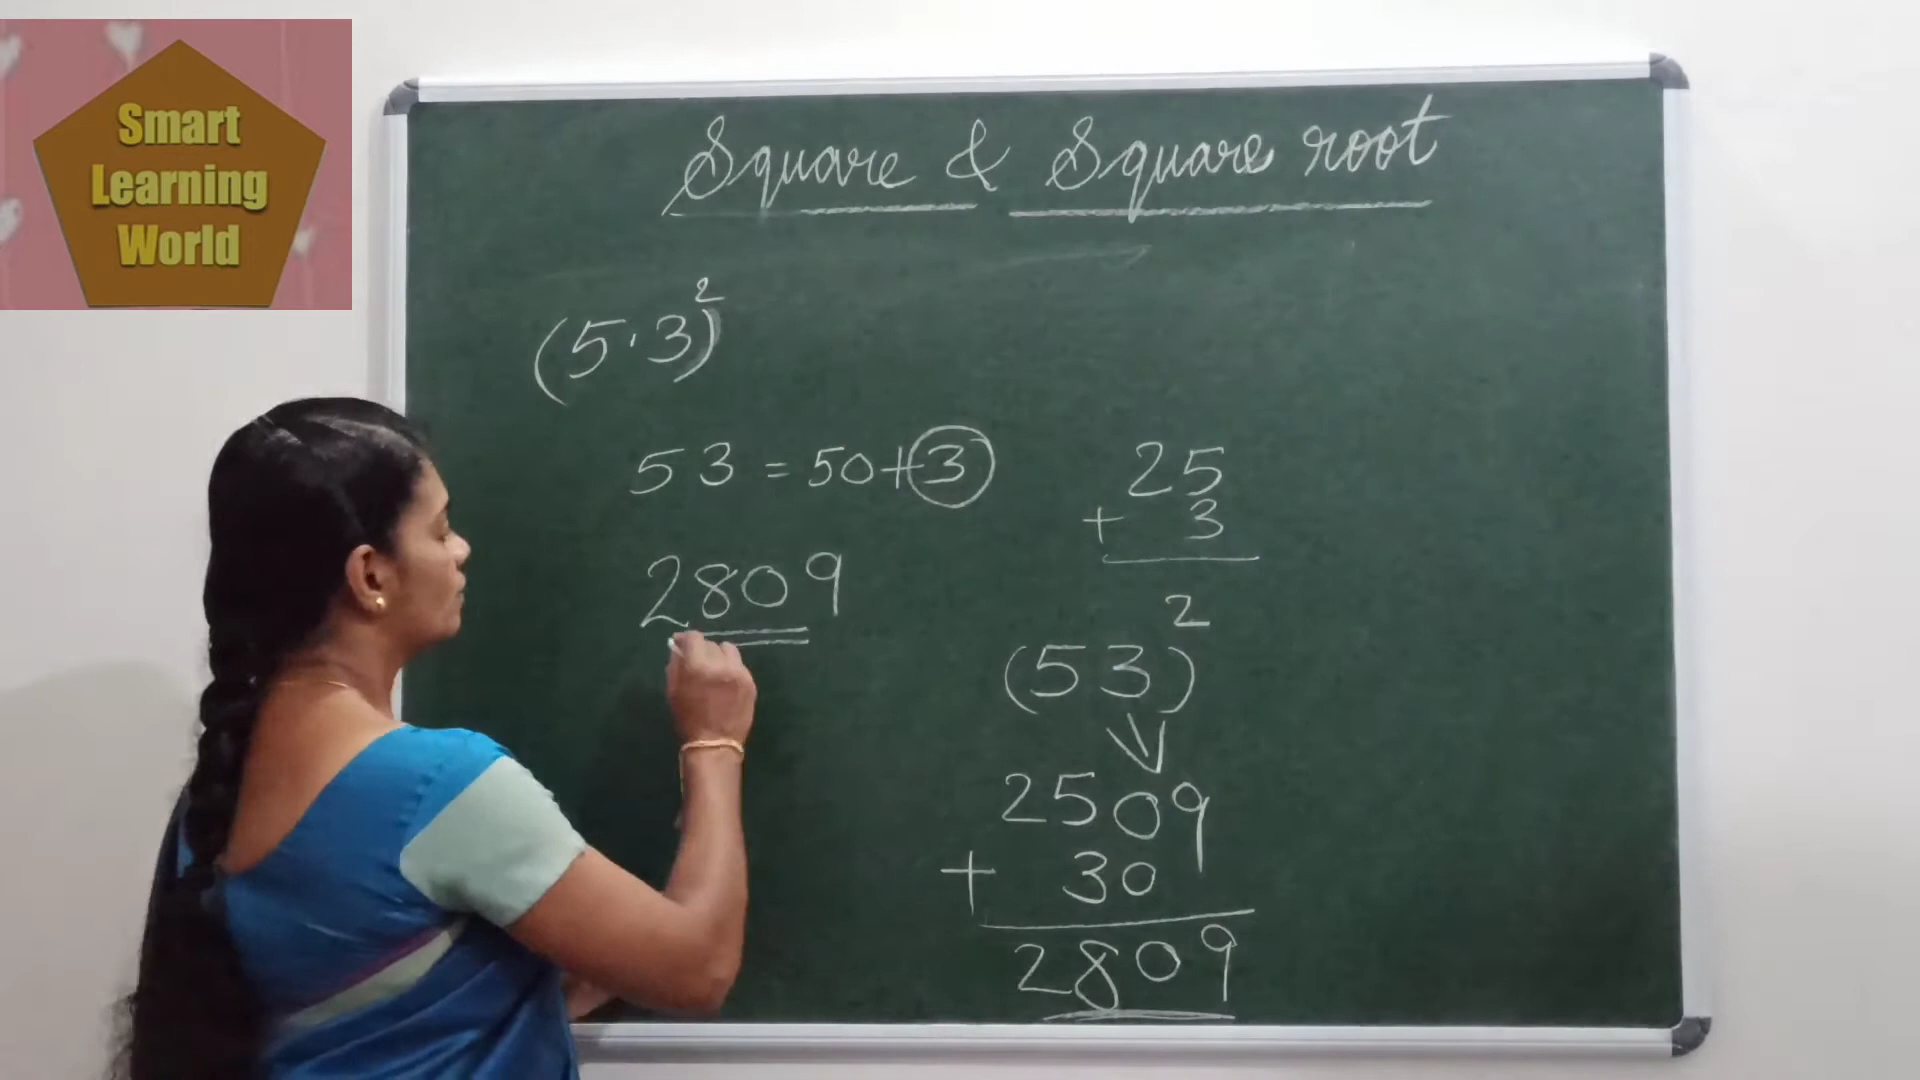 Smart
Learning
World
Square & Square root
(5·3)²
53 = 50+3
2809
25
+ 3
(53)²
2509
+ 30
2809